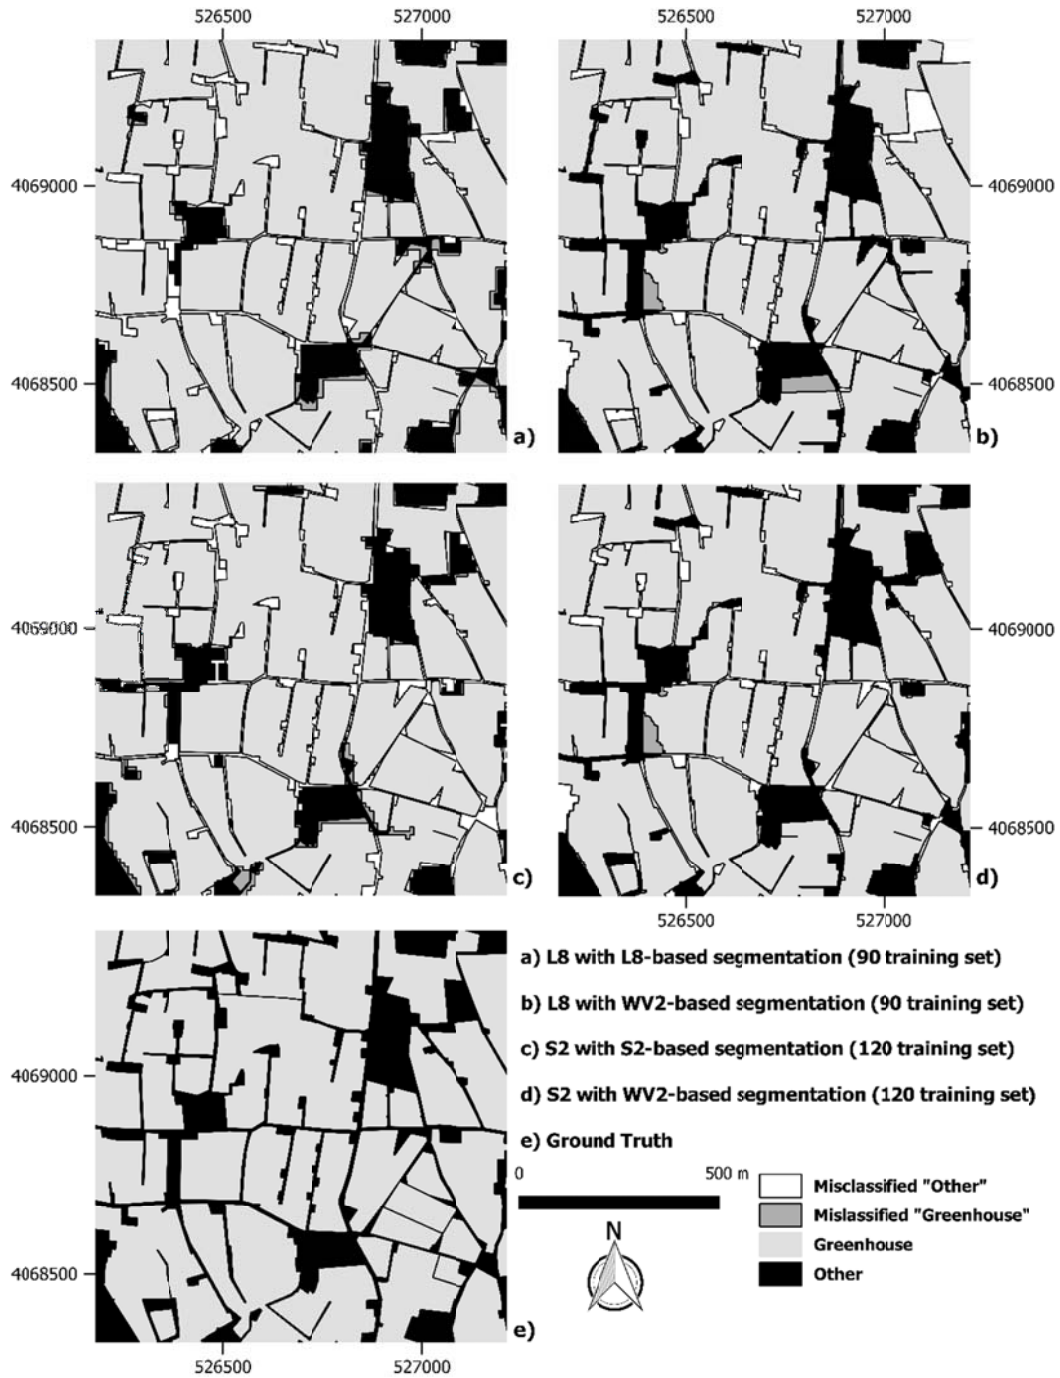 526500 527000 526500 527000
4069000 4069000
4068500 4068500
a) b)
4069000 4069000
4068500 4068500
c) d)
526500 527000
a) L8 with L8-based segmentation (90 training set)
b) L8 with WV2-based segmentation (90 training set)
c) S2 with S2-based segmentation (120 training set)
d) S2 with WV2-based segmentation (120 training set)
e) Ground Truth
4069000
0 500 m
Misclassified "Other"
Mislassified "Greenhouse"
Greenhouse
Other
N
4068500
e)
526500 527000